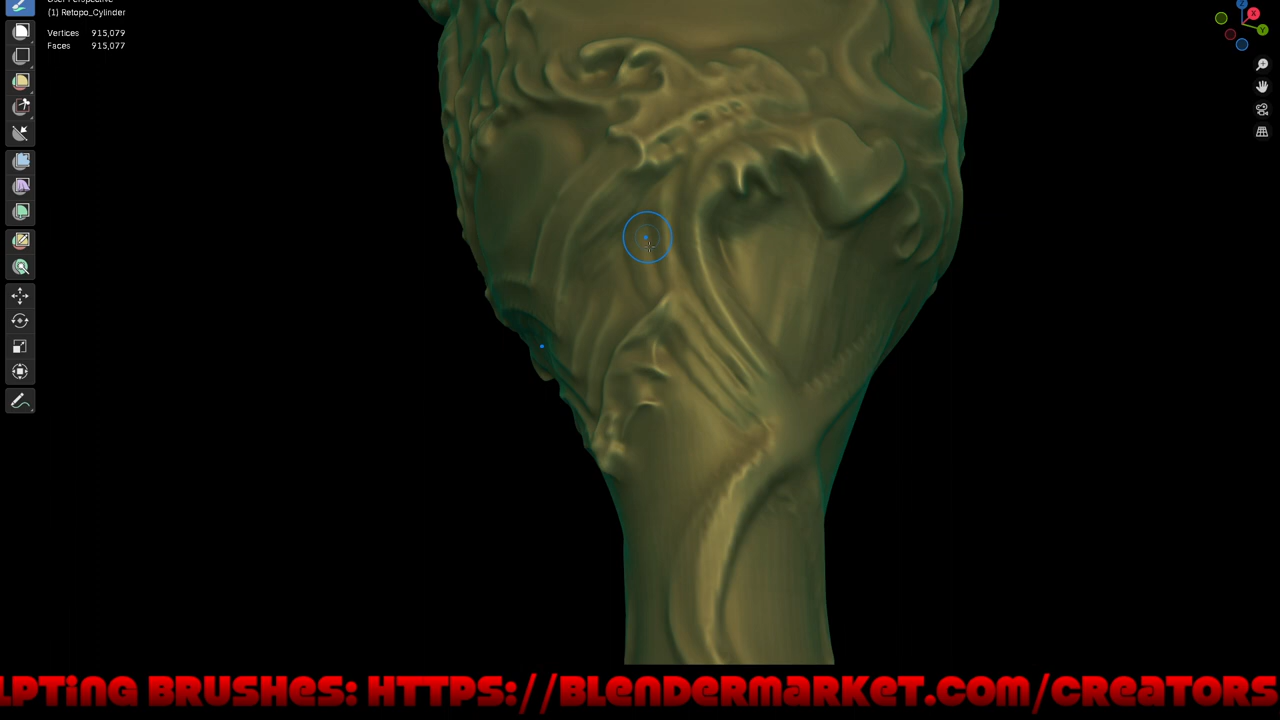 (1) Retopo_Cylinder
Vertices 915,079
Faces 915,077
X
Y
Z
LPTING BRUSHES: HTTPS://BLENDERMARKET.COM/CREATORS